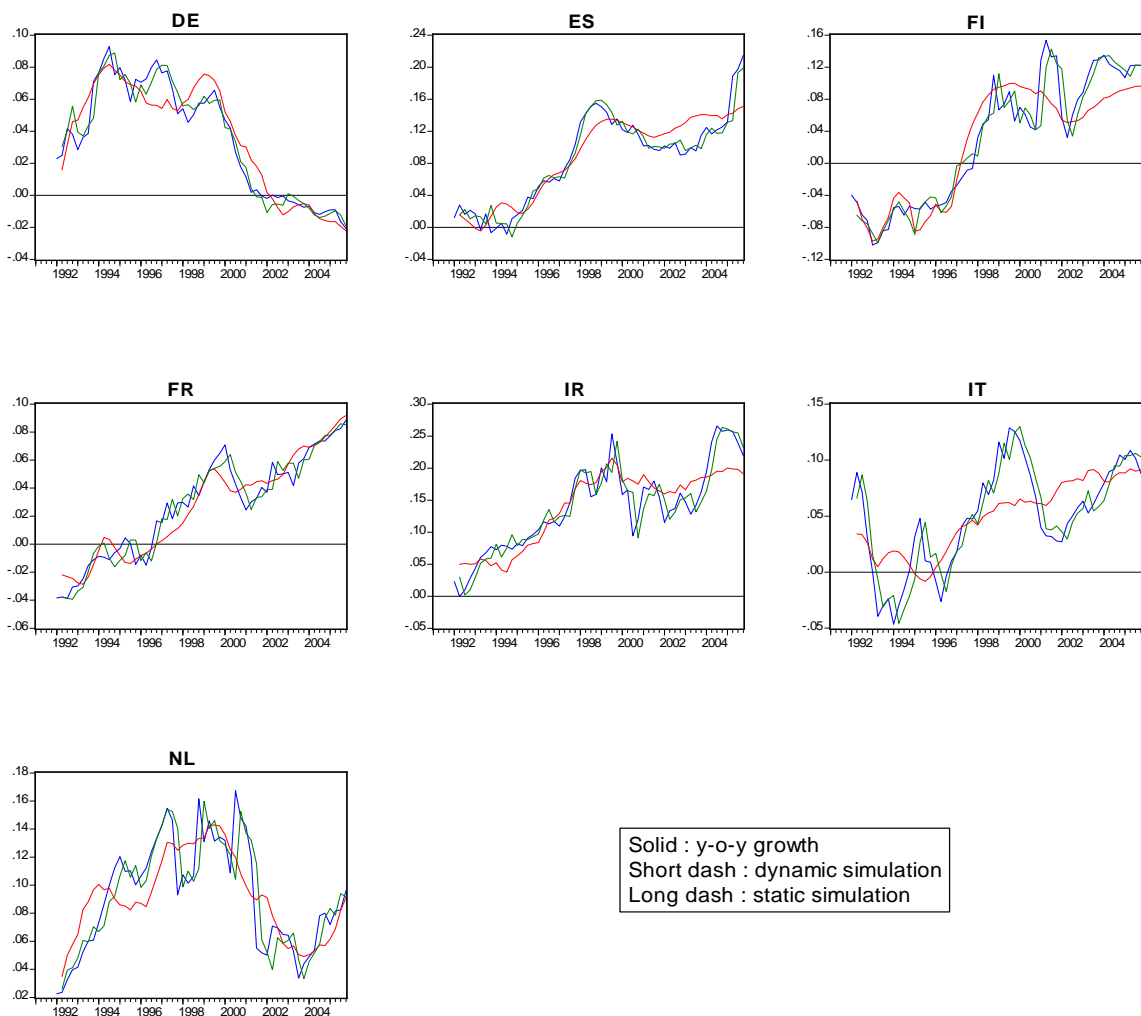 DE ES FI
.10 .24 .16
.08 .20 .12
.06 .16 .08
.04 .12 .04
.02 .08 .00
.00 .04 -.04
-.02 .00 -.08
-.04 -.04 -.12
1992 1994 1996 1998 2000 2002 2004 1992 1994 1996 1998 2000 2002 2004 1992 1994 1996 1998 2000 2002 2004
FR IR IT
.10 .30 .15
.08 .25 .10
.06 .20 .05
.04 .15 .00
.02 .10 -.05
.00 .05
-.02 .00
-.04 -.05
-.06
1992 1994 1996 1998 2000 2002 2004 1992 1994 1996 1998 2000 2002 2004 1992 1994 1996 1998 2000 2002 2004
NL
.18
.16
.14
.12
.10
.08
.06
.04
.02
1992 1994 1996 1998 2000 2002 2004
Solid : y-o-y growth
Short dash : dynamic simulation
Long dash : static simulation